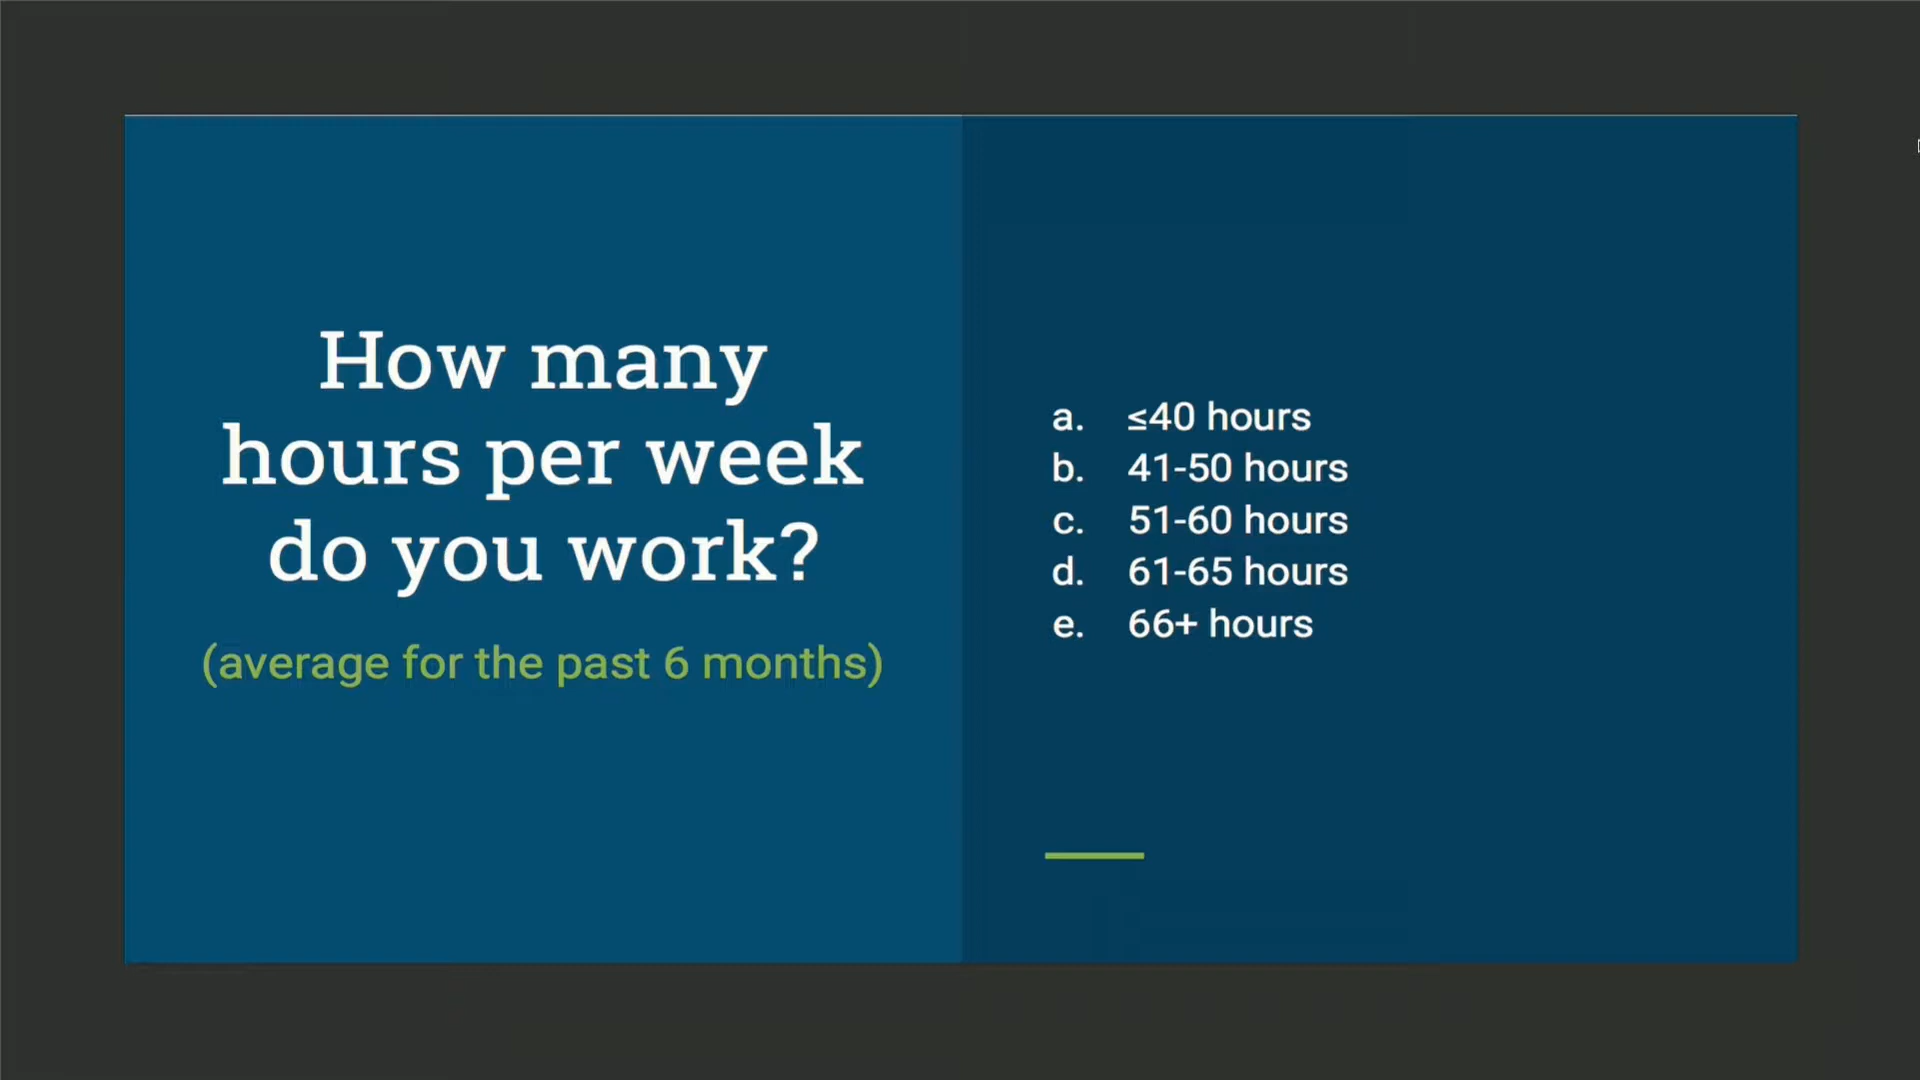 How many
hours per week
do you work?
(average for the past 6 months)
a. ≤40 hours
b. 41-50 hours
c. 51-60 hours
d. 61-65 hours
e. 66+ hours